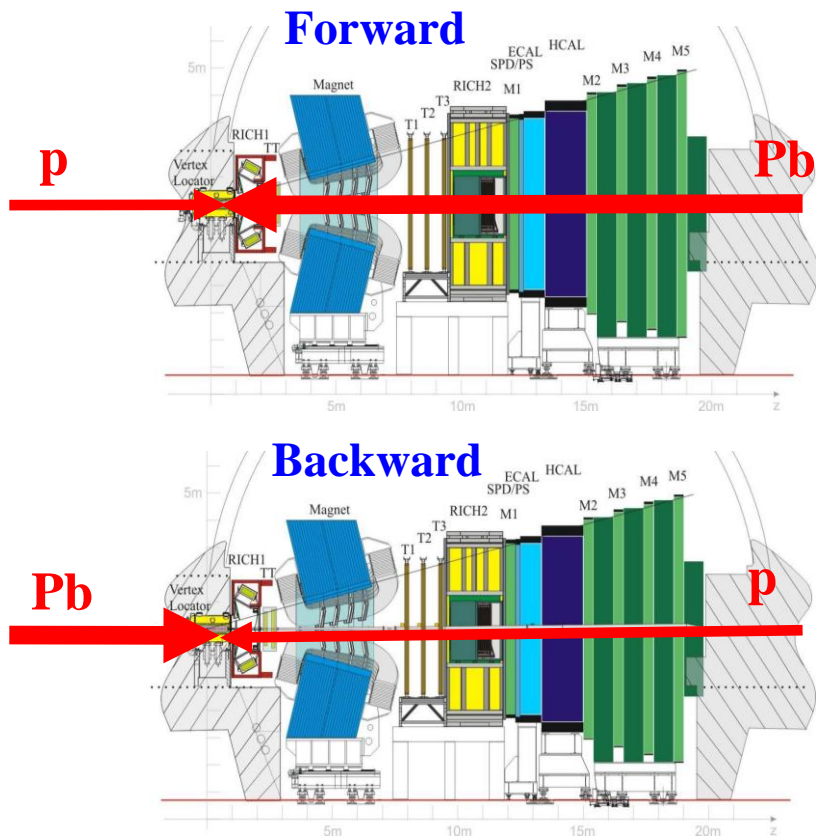 Forward
HCAL
M5
ECAL
M4
SPD/PS
M3
5m
Magnet
M2
RICH2
M1
T3
T2
T1
RICH1
TT
Vertex
Locator
p
Pb
5m
10m
15m
20m
z
Backward
HCAL
M5
ECAL
M4
SPD/PS
M3
5m
Magnet
M2
RICH2
M1
T3
T2
T1
RICH1
TT
Vertex
Locator
Pb
p
5m
10m
15m
20m
z